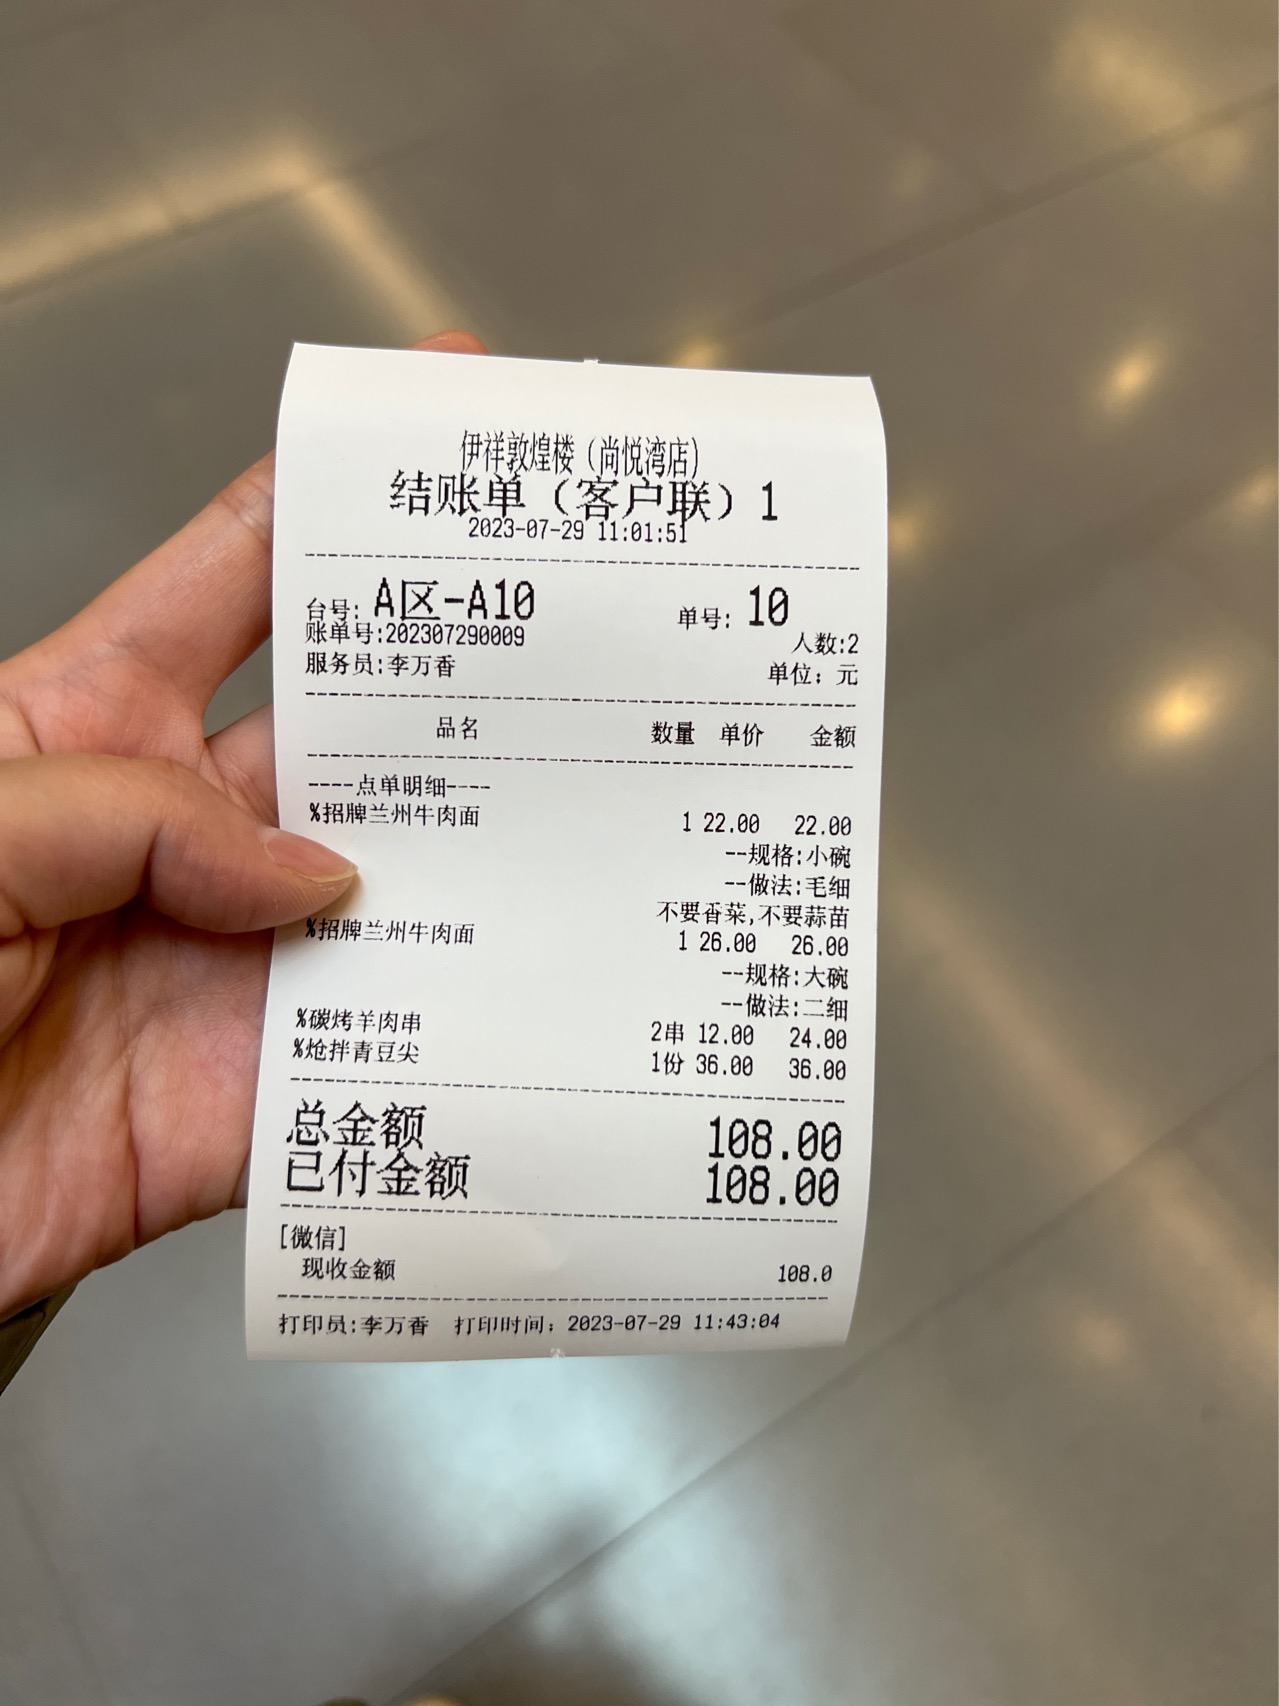 伊祥敦煌楼（尚悦湾店）
结账单（客户联）1
2023-07-29 11:01:51
台号: A区-A10 单号: 10
账单号:202307290009 人数:2
服务员:李万香 单位：元
品名 数量 单价 金额
----点单明细----
%招牌兰州牛肉面 1 22.00 22.00
--规格:小碗
--做法:毛细
不要香菜,不要蒜苗
%招牌兰州牛肉面 1 26.00 26.00
--规格:大碗
--做法:二细
%碳烤羊肉串 2串 12.00 24.00
%炝拌青豆尖 1份 36.00 36.00
总金额 108.00
已付金额 108.00
[微信]
现收金额 108.0
打印员:李万香 打印时间：2023-07-29 11:43:04